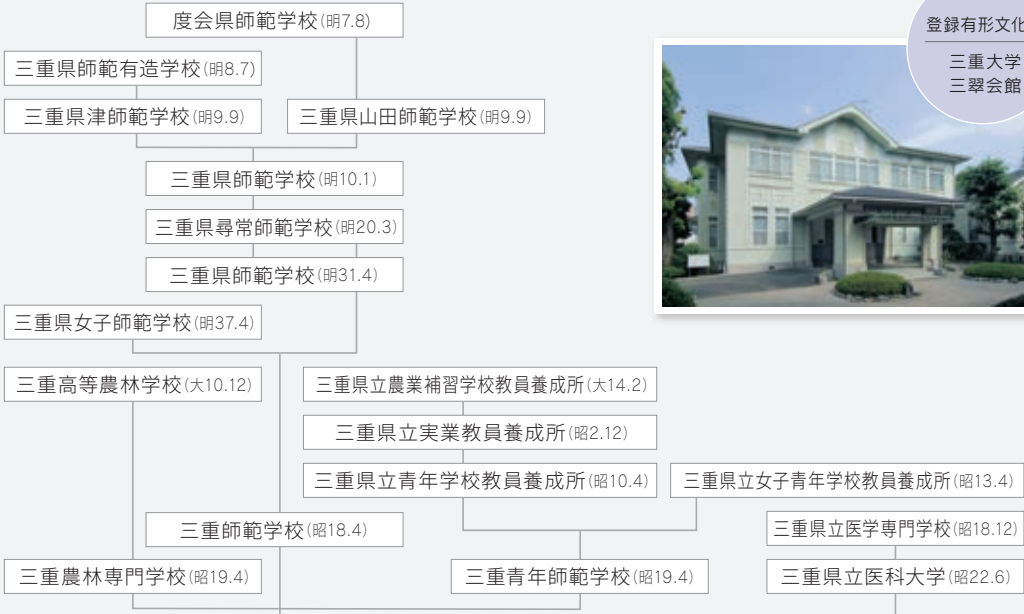 度会県師範学校(明7.8)
登録有形文化
三重大学
三翠会館
三重県師範有造学校(明8.7)
三重県津師範学校(明9.9)
三重県山田師範学校(明9.9)
三重県師範学校(明10.1)
三重県尋常師範学校(明20.3)
三重県師範学校(明31.4)
三重県女子師範学校(明37.4)
三重高等農林学校(大10.12)
三重県立農業補習学校教員養成所(大14.2)
三重県立実業教員養成所(昭2.12)
三重県立青年学校教員養成所(昭10.4)
三重県立女子青年学校教員養成所(昭13.4)
三重師範学校(昭18.4)
三重県立医学専門学校(昭18.12)
三重農林専門学校(昭19.4)
三重青年師範学校(昭19.4)
三重県立医科大学(昭22.6)